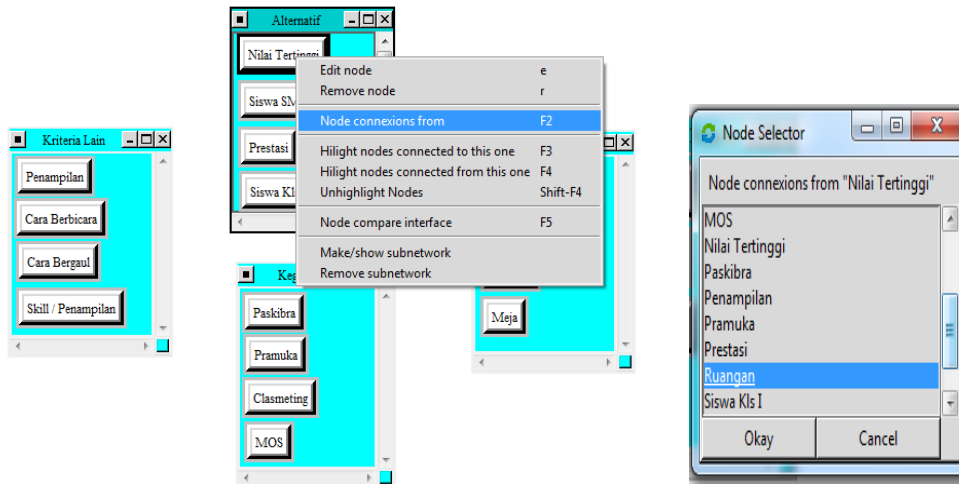 Alternatif
Nilai Tertinggi
Siswa SM
Prestasi
Siswa Kl
Edit node e
Remove node r
Node connexions from F2
Hilight nodes connected to this one F3
Hilight nodes connected from this one F4
Unhighlight Nodes Shift-F4
Node compare interface F5
Make/show subnetwork
Remove subnetwork
Kriteria Lain
Penampilan
Cara Berbicara
Cara Bergaul
Skill / Penampilan
Keg
Paskibra
Pramuka
Clasmeting
MOS
Meja
Node Selector
Node connexions from "Nilai Tertinggi"
MOS
Nilai Tertinggi
Paskibra
Penampilan
Pramuka
Prestasi
Ruangan
Siswa Kls I
Okay Cancel